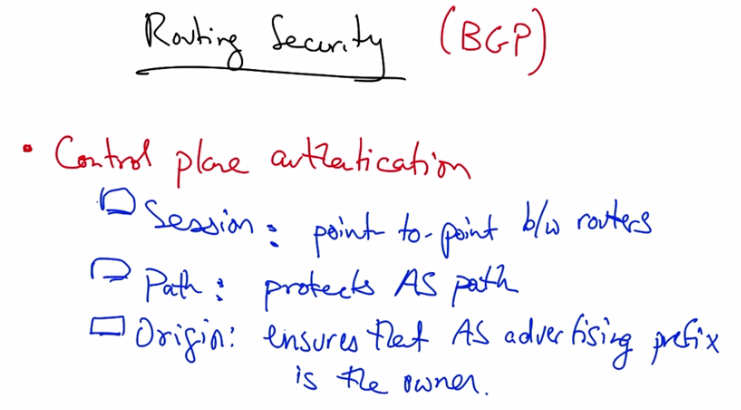 Routing Security (BGP)
• Control plane authentication
Session: point-to-point b/w routers
Path: protects AS path
Origin: ensures that AS advertising prefix
is the owner.